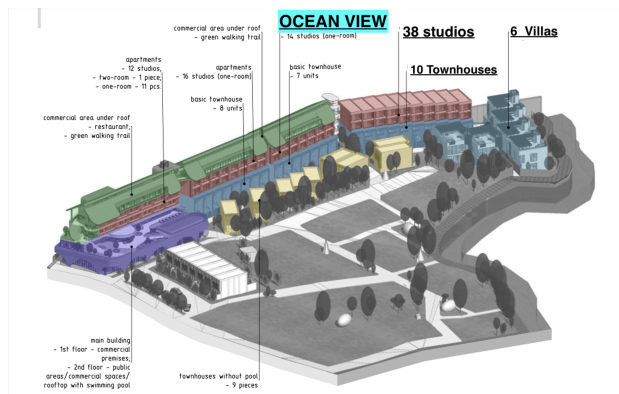 OCEAN VIEW
commercial area under roof
- green walking trail
- 14 studios (one-room)
38 studios
6 Villas
apartments
- 12 studios,
- two-room - 1 piece,
- one-room - 11 pcs.
apartments
- 16 studios (one-room)
basic townhouse
- 7 units
10 Townhouses
basic townhouse
- 8 units
commercial area under roof
- restaurant,
- green walking trail
main building
- 1st floor - commercial
premises,
- 2nd floor - public
areas/commercial spaces/
rooftop with swimming pool
townhouses without pool
- 9 pieces